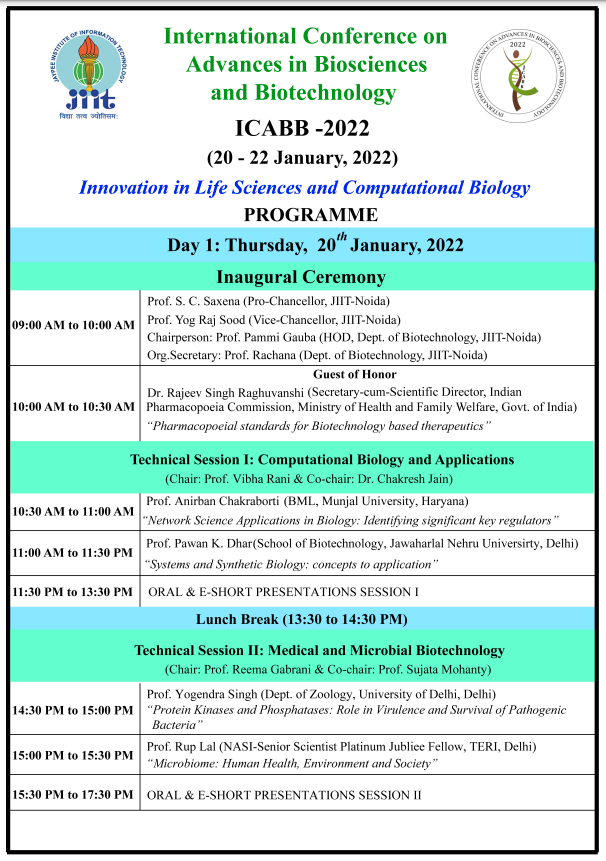 JAYPEE INSTITUTE OF INFORMATION TECHNOLOGY
jiit
विद्या तत्व ज्योतिसमः
International Conference on
Advances in Biosciences
and Biotechnology
INTERNATIONAL CONFERENCE ON ADVANCES IN BIOSCIENCES AND BIOTECHNOLOGY
2022
ICABB -2022
(20 - 22 January, 2022)
Innovation in Life Sciences and Computational Biology
PROGRAMME
Day 1: Thursday, 20th January, 2022
Inaugural Ceremony
09:00 AM to 10:00 AM
Prof. S. C. Saxena (Pro-Chancellor, JIIT-Noida)
Prof. Yog Raj Sood (Vice-Chancellor, JIIT-Noida)
Chairperson: Prof. Pammi Gauba (HOD, Dept. of Biotechnology, JIIT-Noida)
Org.Secretary: Prof. Rachana (Dept. of Biotechnology, JIIT-Noida)
10:00 AM to 10:30 AM
Guest of Honor
Dr. Rajeev Singh Raghuvanshi (Secretary-cum-Scientific Director, Indian
Pharmacopoeia Commission, Ministry of Health and Family Welfare, Govt. of India)
“Pharmacopoeial standards for Biotechnology based therapeutics”
Technical Session I: Computational Biology and Applications
(Chair: Prof. Vibha Rani & Co-chair: Dr. Chakresh Jain)
10:30 AM to 11:00 AM
Prof. Anirban Chakraborti (BML, Munjal University, Haryana)
“Network Science Applications in Biology: Identifying significant key regulators”
11:00 AM to 11:30 PM
Prof. Pawan K. Dhar(School of Biotechnology, Jawaharlal Nehru Universirty, Delhi)
“Systems and Synthetic Biology: concepts to application”
11:30 PM to 13:30 PM
ORAL & E-SHORT PRESENTATIONS SESSION I
Lunch Break (13:30 to 14:30 PM)
Technical Session II: Medical and Microbial Biotechnology
(Chair: Prof. Reema Gabrani & Co-chair: Prof. Sujata Mohanty)
14:30 PM to 15:00 PM
Prof. Yogendra Singh (Dept. of Zoology, University of Delhi, Delhi)
“Protein Kinases and Phosphatases: Role in Virulence and Survival of Pathogenic
Bacteria”
15:00 PM to 15:30 PM
Prof. Rup Lal (NASI-Senior Scientist Platinum Jubliee Fellow, TERI, Delhi)
“Microbiome: Human Health, Environment and Society”
15:30 PM to 17:30 PM
ORAL & E-SHORT PRESENTATIONS SESSION II